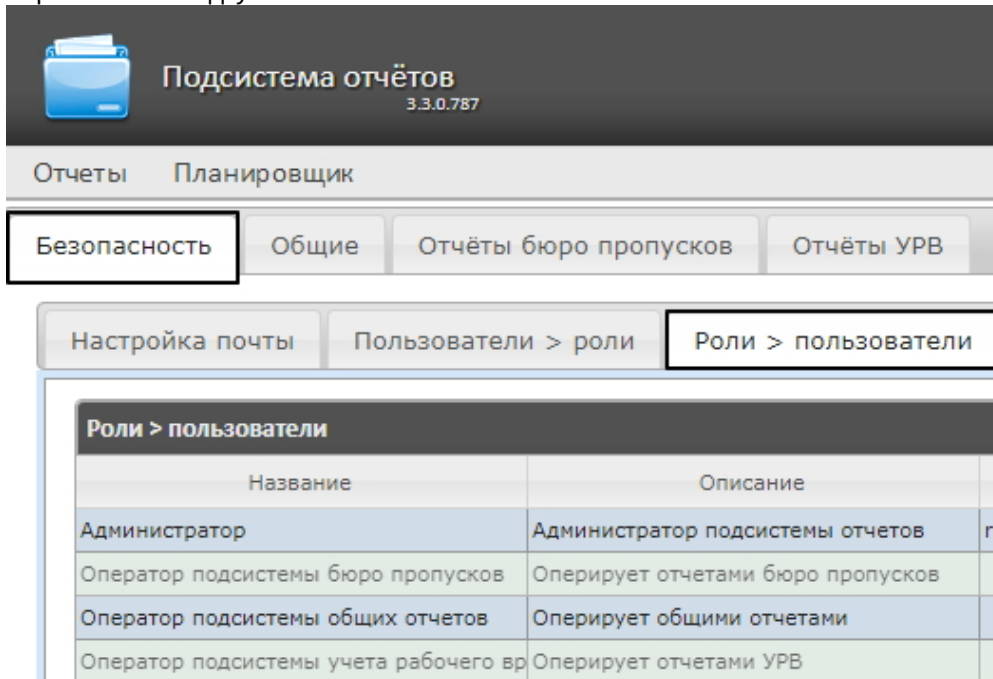 Подсистема отчётов
3.3.0.787
Отчеты Планировщик
Безопасность Общие Отчёты бюро пропусков Отчёты УРВ
Настройка почты Пользователи > роли Роли > пользователи
Роли > пользователи
Название Описание
Администратор Администратор подсистемы отчетов
Оператор подсистемы бюро пропусков Оперирует отчетами бюро пропусков
Оператор подсистемы общих отчетов Оперирует общими отчетами
Оператор подсистемы учета рабочего вр Оперирует отчетами УРВ